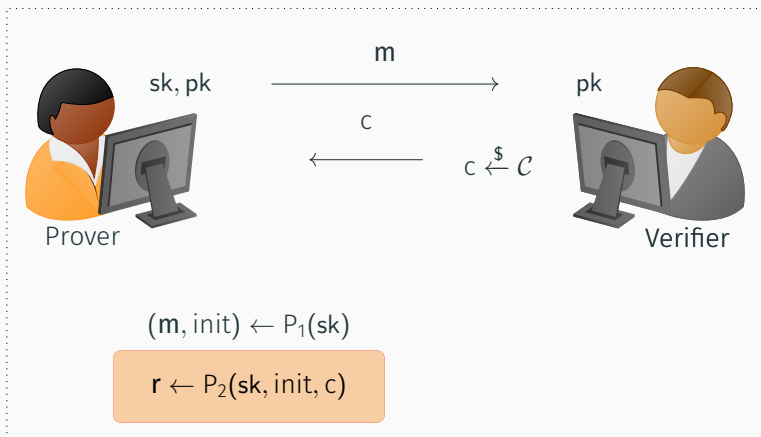 m
sk, pk
pk
c
c $← 𝒞
Prover
Verifier
(m, init) ← P₁(sk)
r ← P₂(sk, init, c)